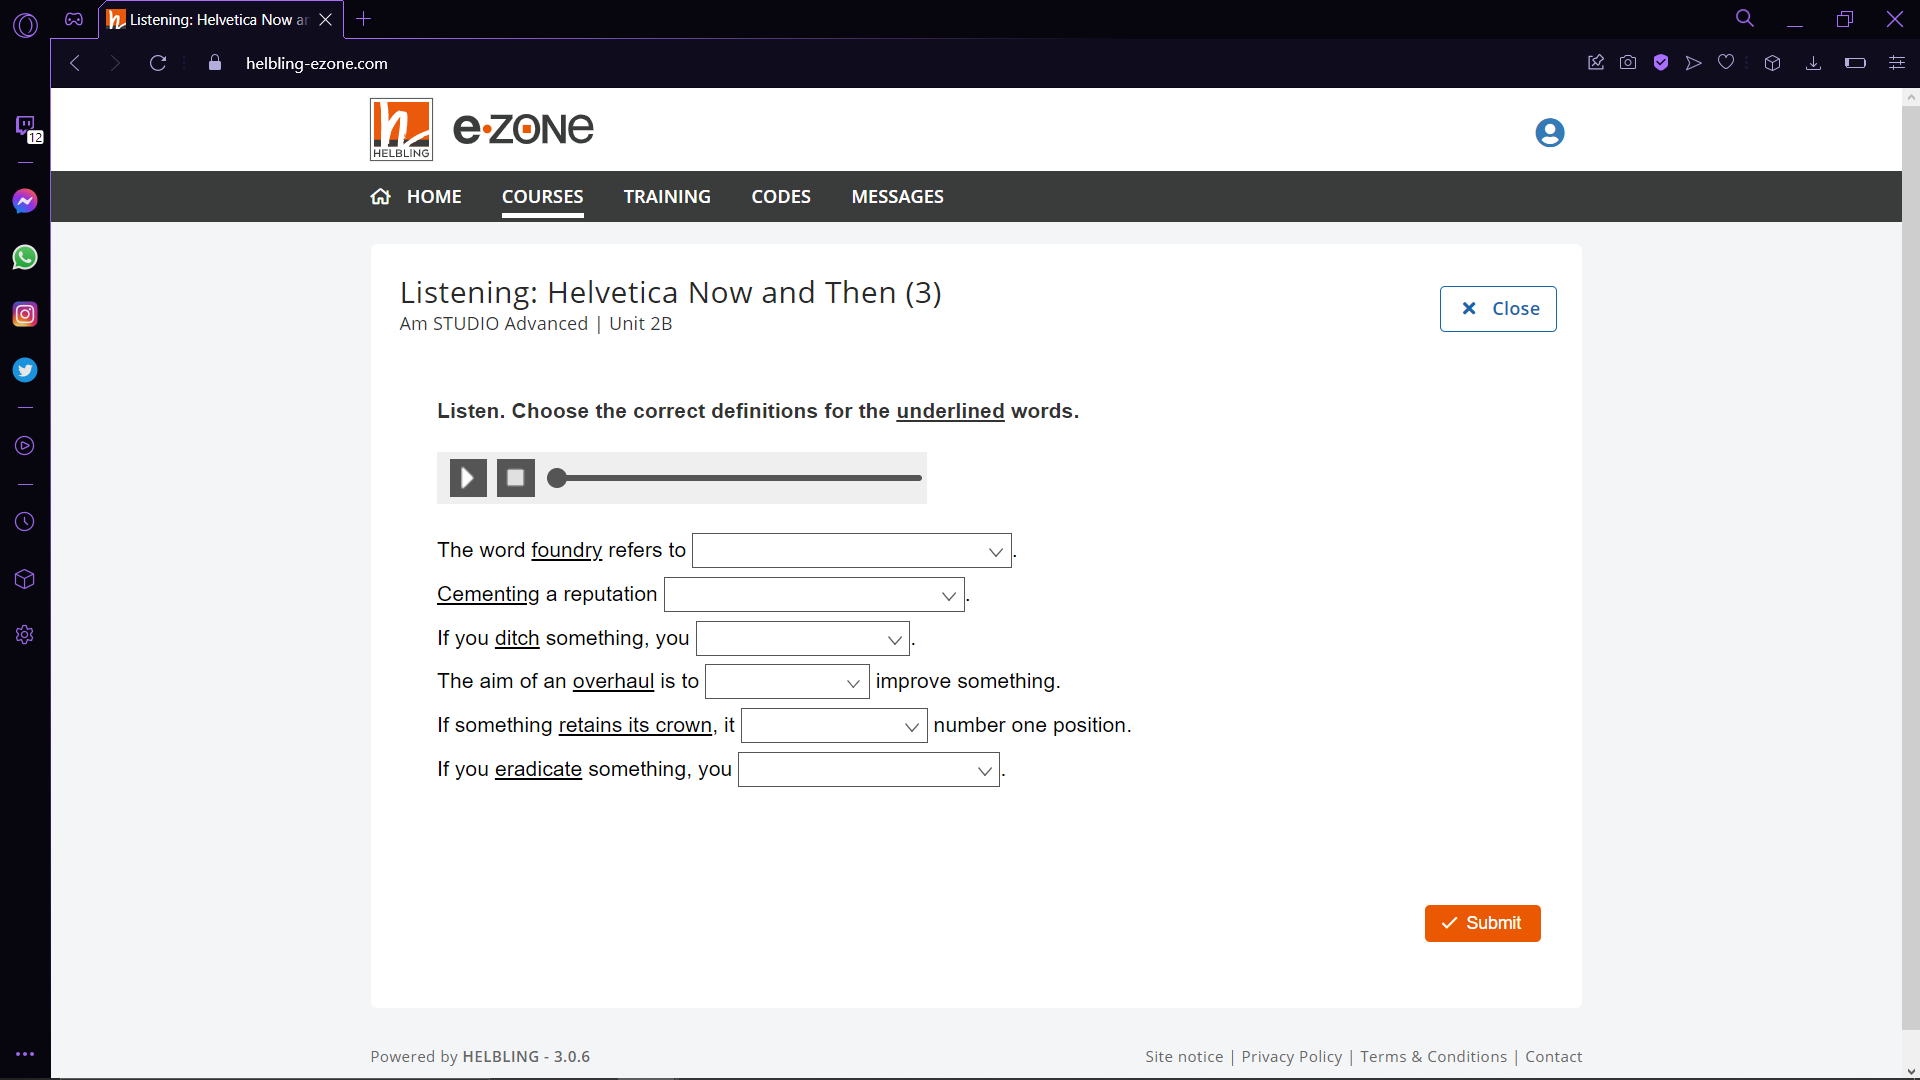 Listening: Helvetica Now ar
helbling-ezone.com
12
HELBLING
e•zone
HOME COURSES TRAINING CODES MESSAGES
Listening: Helvetica Now and Then (3)
Am STUDIO Advanced | Unit 2B
Close
Listen. Choose the correct definitions for the underlined words.
The word foundry refers to .
Cementing a reputation .
If you ditch something, you .
The aim of an overhaul is to improve something.
If something retains its crown, it number one position.
If you eradicate something, you .
Submit
Powered by HELBLING - 3.0.6
Site notice | Privacy Policy | Terms & Conditions | Contact